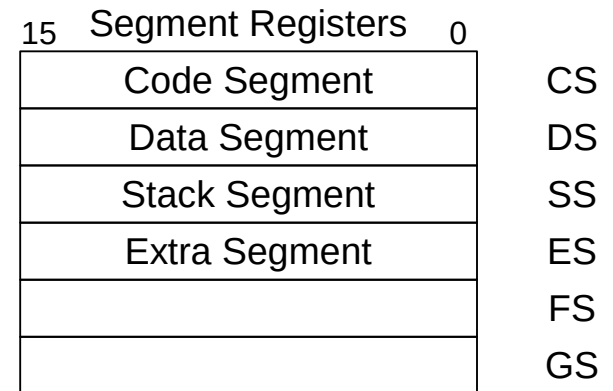 Segment Registers
15 0
Code Segment CS
Data Segment DS
Stack Segment SS
Extra Segment ES
FS
GS